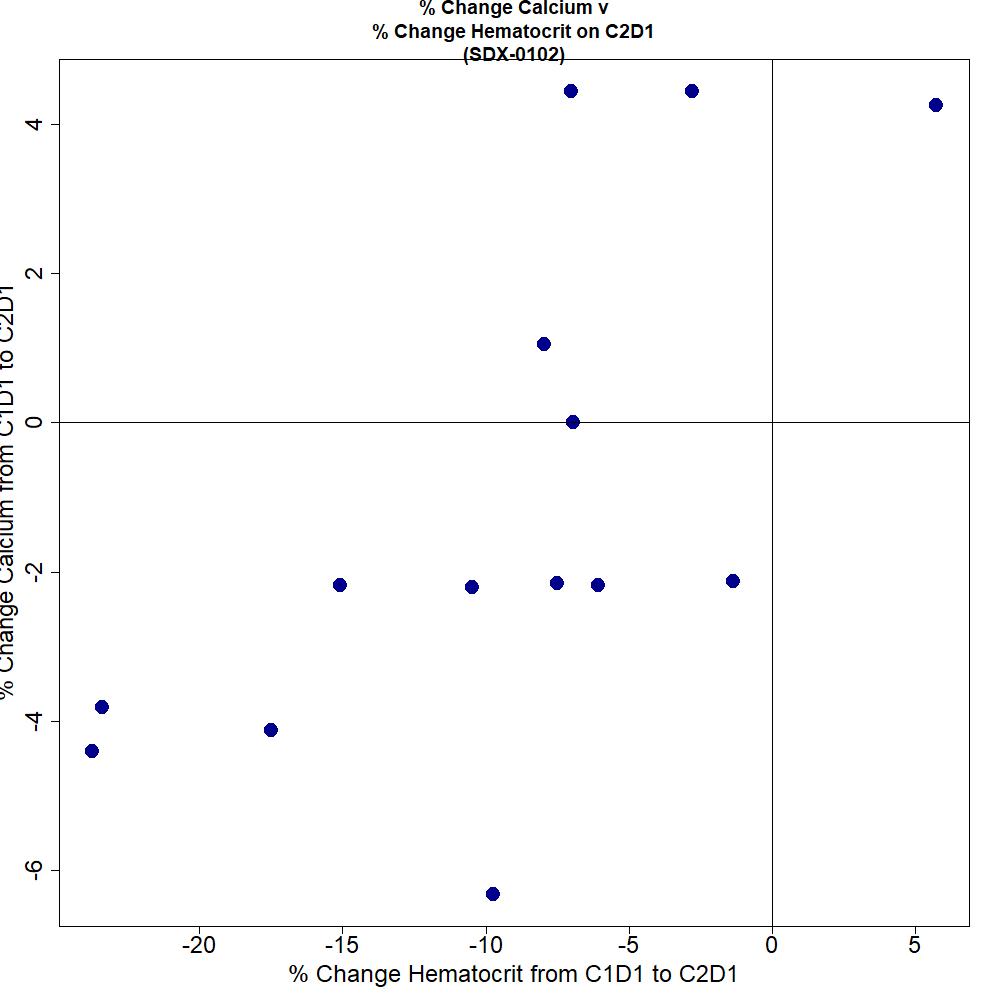 % Change Calcium v
% Change Hematocrit on C2D1
(SDX-0102)
% Change Calcium from C1D1 to C2D1
4
2
0
-2
-4
-6
-20 -15 -10 -5 0 5
% Change Hematocrit from C1D1 to C2D1